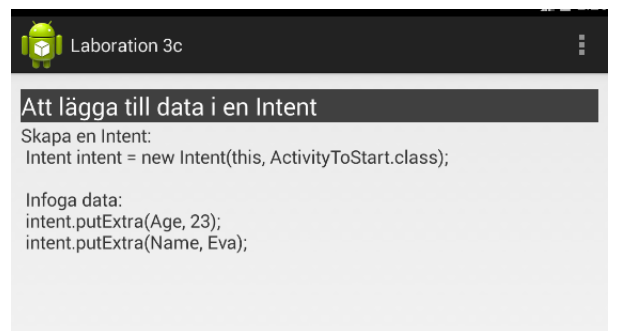 Laboration 3c
Att lägga till data i en Intent
Skapa en Intent:
Intent intent = new Intent(this, ActivityToStart.class);
Infoga data:
intent.putExtra(Age, 23);
intent.putExtra(Name, Eva);